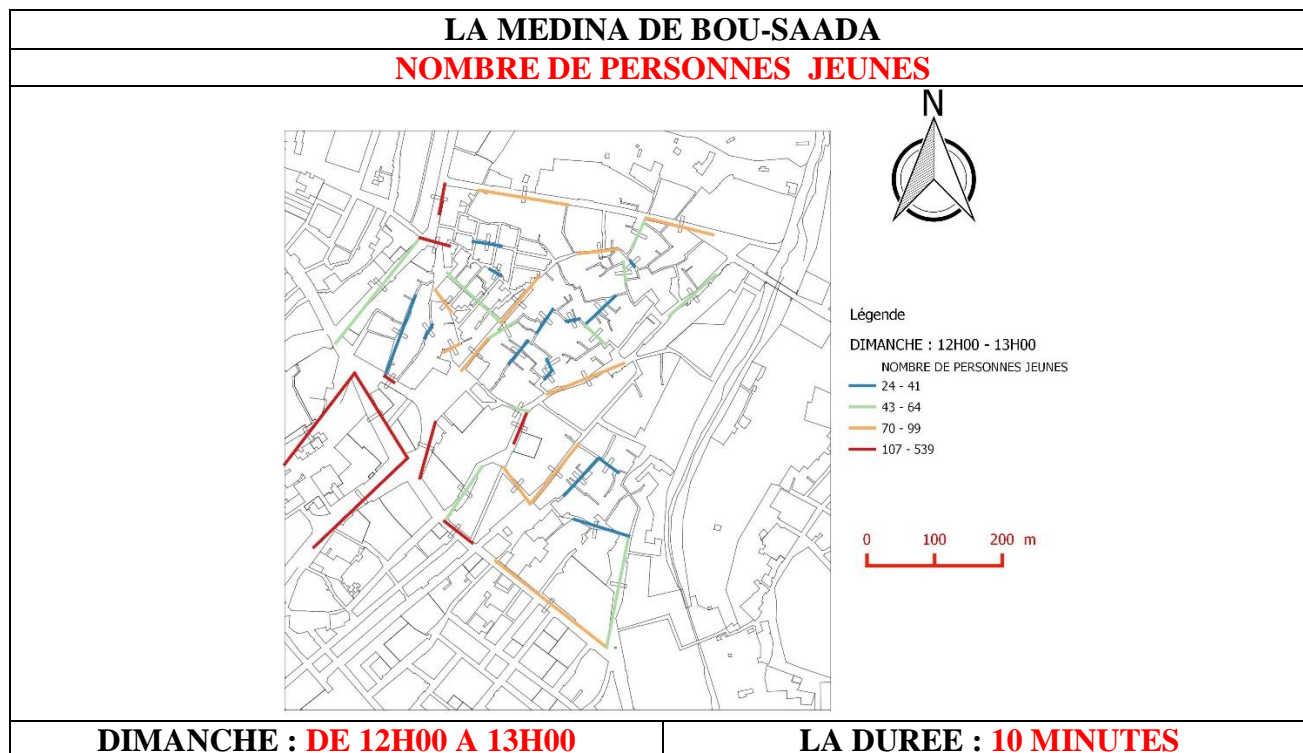 LA MEDINA DE BOU-SAADA
NOMBRE DE PERSONNES JEUNES
N
Légende
DIMANCHE : 12H00 - 13H00
NOMBRE DE PERSONNES JEUNES
24 - 41
43 - 64
70 - 99
107 - 539
0 100 200 m
DIMANCHE : DE 12H00 A 13H00
LA DUREE : 10 MINUTES